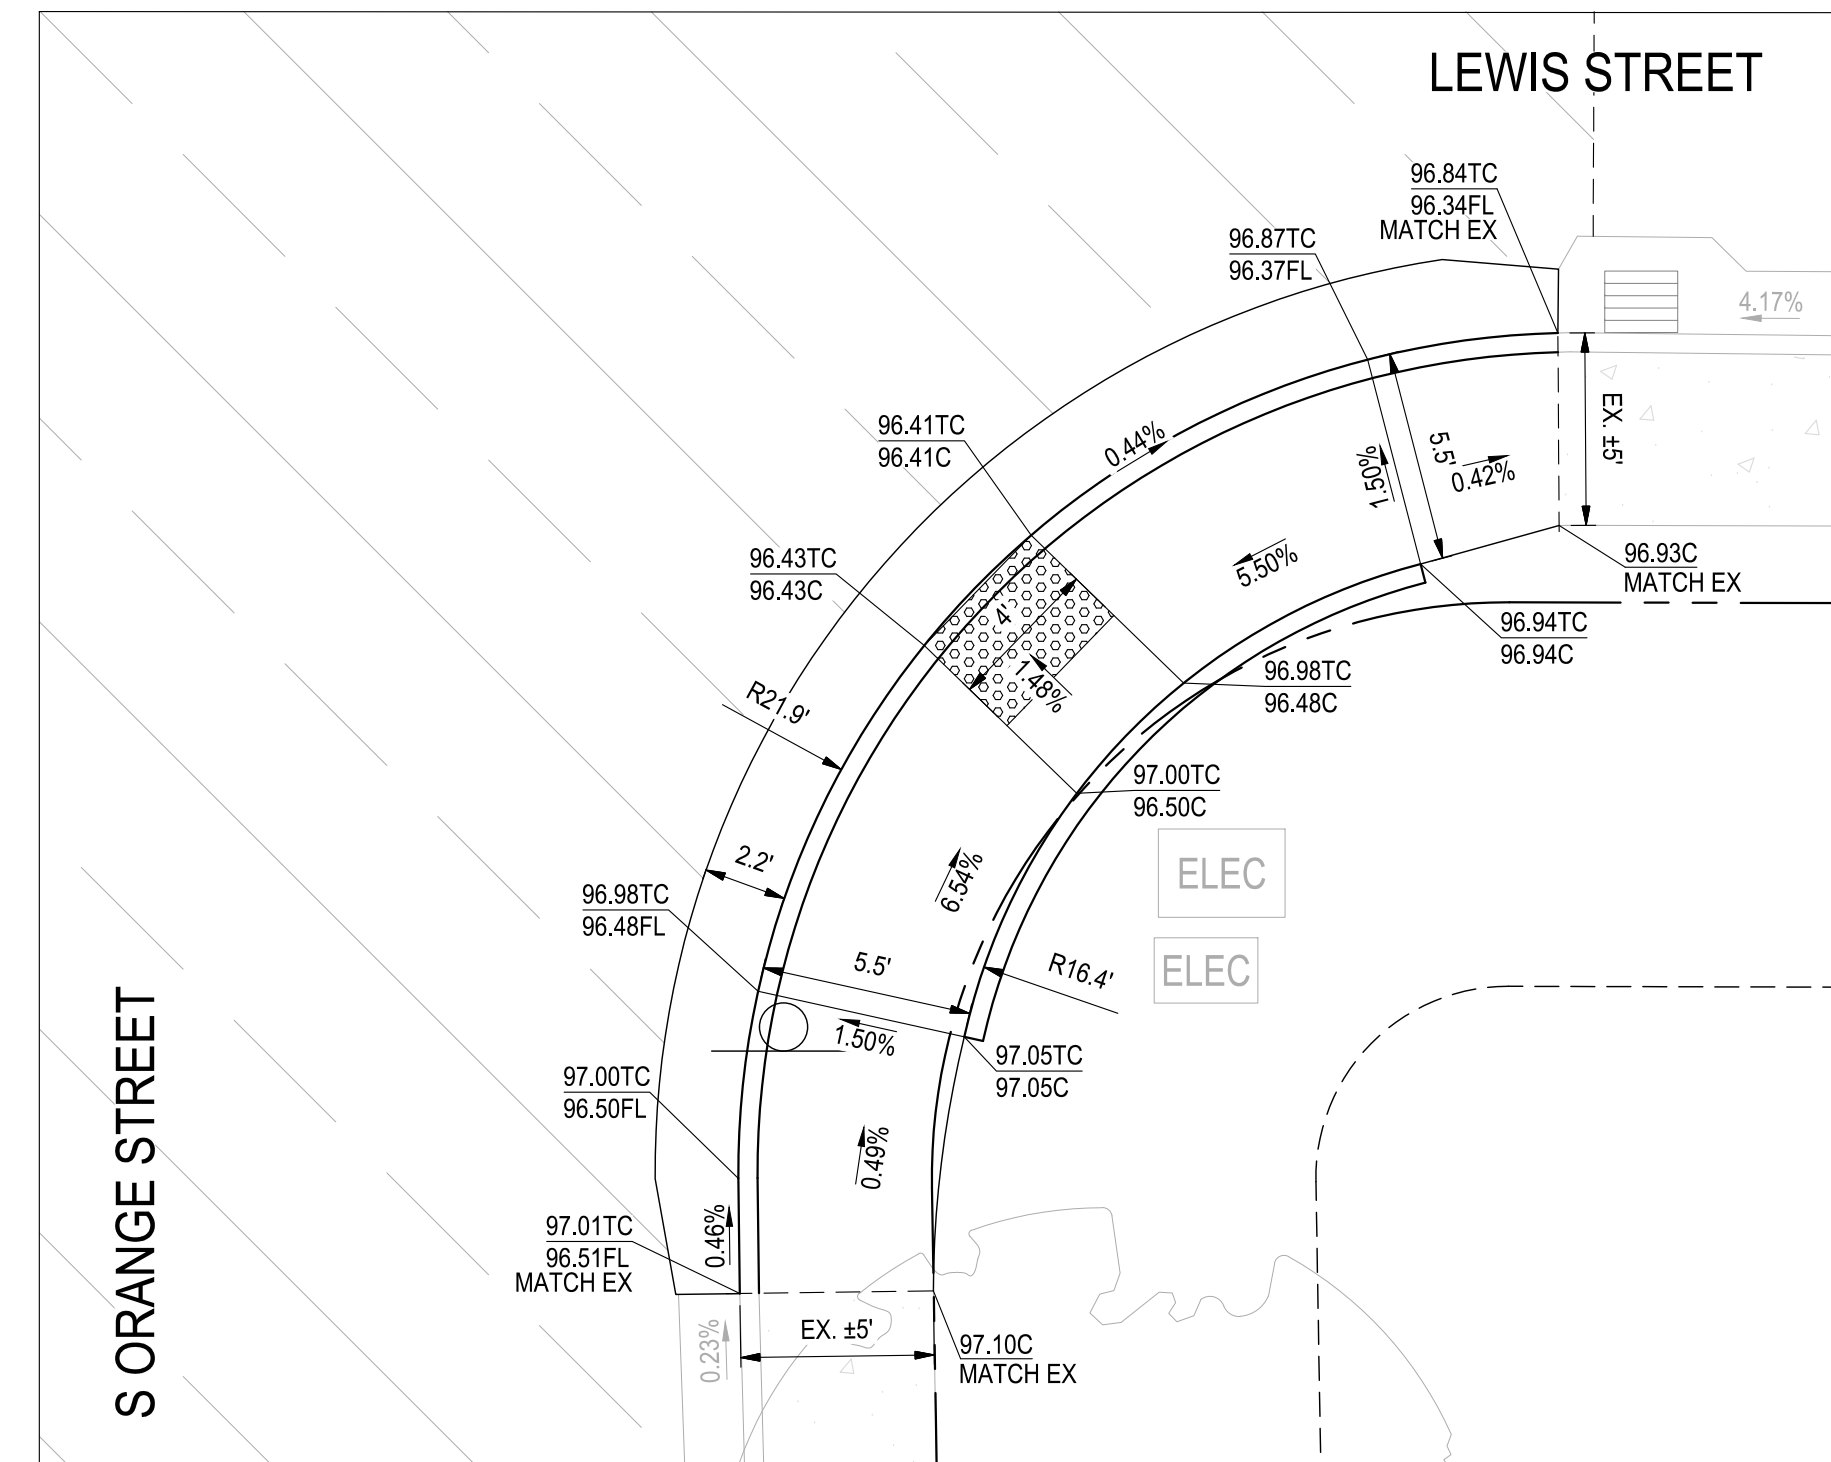 LEWIS STREET
96.84TC
96.34FL
MATCH EX
96.87TC
96.37FL
4.17%
96.41TC
96.41C
0.44%
EX. ±5'
5.5'
0.42%
1.50%
96.43TC
96.43C
5.50%
96.93C
MATCH EX
4'
96.94TC
96.94C
1.48%
96.98TC
96.48C
R21.9'
97.00TC
96.50C
2.2'
ELEC
6.54%
96.98TC
96.48FL
5.5'
R16.4'
ELEC
1.50%
97.05TC
97.05C
97.00TC
96.50FL
0.49%
S ORANGE STREET
97.01TC
96.51FL
MATCH EX
0.46%
0.23%
EX. ±5'
97.10C
MATCH EX